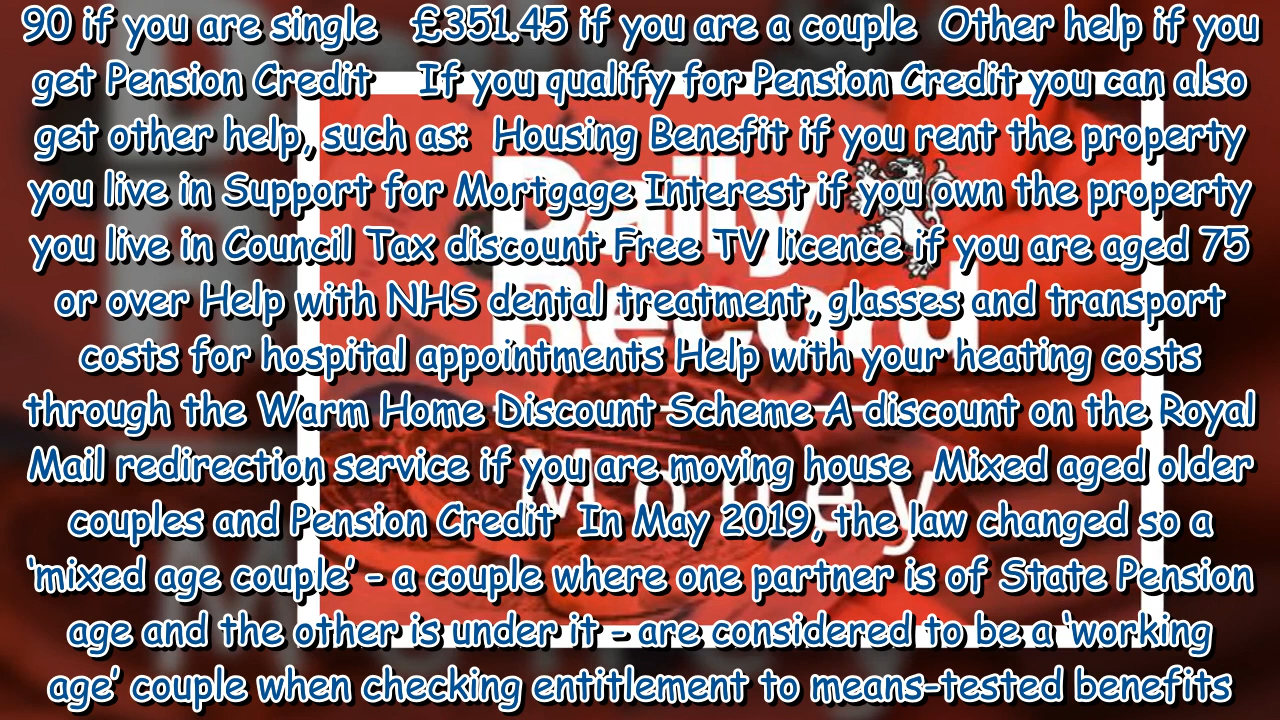 90 if you are single   £351.45 if you are a couple  Other help if you
get Pension Credit    If you qualify for Pension Credit you can also
get other help, such as:  Housing Benefit if you rent the property
you live in Support for Mortgage Interest if you own the property
you live in Council Tax discount Free TV licence if you are aged 75
or over Help with NHS dental treatment, glasses and transport
costs for hospital appointments Help with your heating costs
through the Warm Home Discount Scheme A discount on the Royal
Mail redirection service if you are moving house  Mixed aged older
couples and Pension Credit  In May 2019, the law changed so a
‘mixed age couple’ - a couple where one partner is of State Pension
age and the other is under it - are considered to be a ‘working
age’ couple when checking entitlement to means-tested benefits
Daily
Record
Money